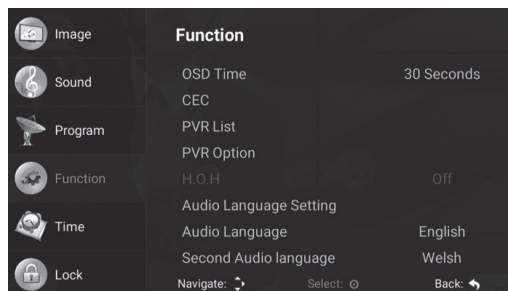 Image
Sound
Program
Function
Time
Lock
Function
OSD Time 30 Seconds
CEC
PVR List
PVR Option
H.O.H Off
Audio Language Setting
Audio Language English
Second Audio language Welsh
Navigate: Select: Back: